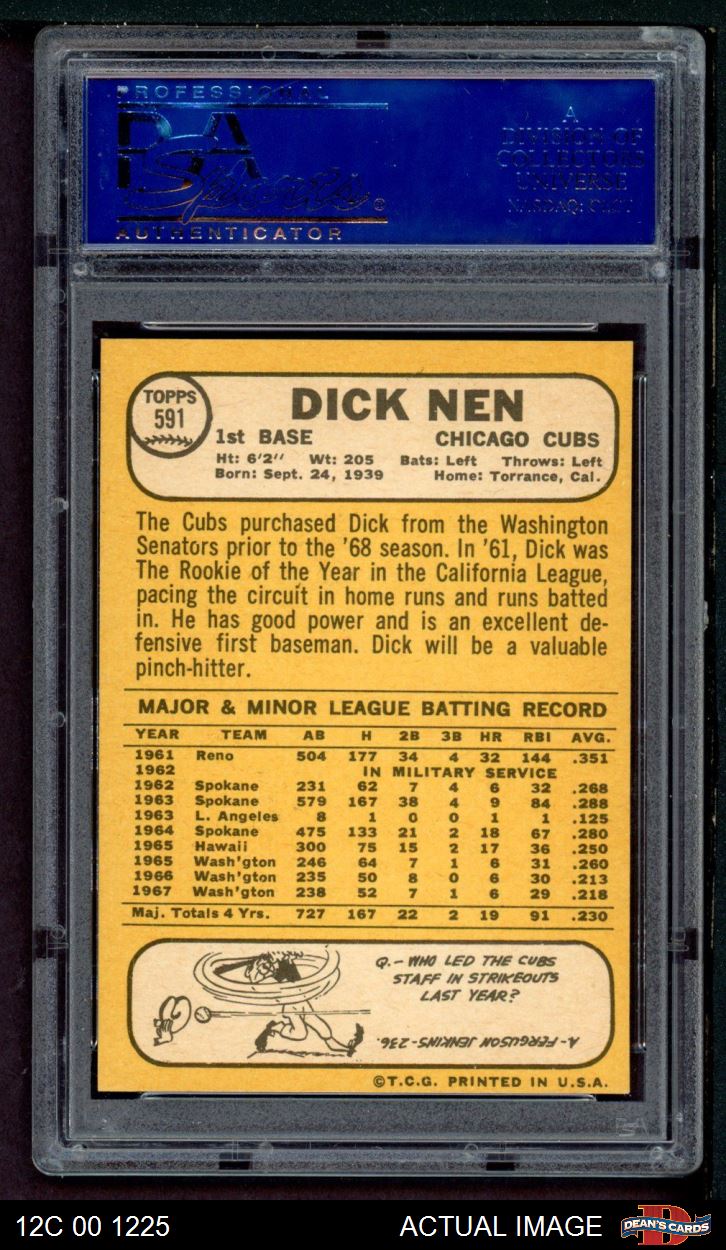 PROFESSIONAL
PSA
AUTHENTICATOR
A
DIVISION OF
COLLECTORS
UNIVERSE
NASDAQ: CLCT
TOPPS
591
DICK NEN
1st BASE CHICAGO CUBS
Ht: 6'2" Wt: 205 Bats: Left Throws: Left
Born: Sept. 24, 1939 Home: Torrance, Cal.
The Cubs purchased Dick from the Washington
Senators prior to the '68 season. In '61, Dick was
The Rookie of the Year in the California League,
pacing the circuit in home runs and runs batted
in. He has good power and is an excellent de-
fensive first baseman. Dick will be a valuable
pinch-hitter.
MAJOR & MINOR LEAGUE BATTING RECORD
YEAR TEAM AB H 2B 3B HR RBI AVG.
1961 Reno 504 177 34 4 32 144 .351
1962 IN MILITARY SERVICE
1962 Spokane 231 62 7 4 6 32 .268
1963 Spokane 579 167 38 4 9 84 .288
1963 L. Angeles 8 1 0 0 1 1 .125
1964 Spokane 475 133 21 2 18 67 .280
1965 Hawaii 300 75 15 2 17 36 .250
1965 Wash'gton 246 64 7 1 6 31 .260
1966 Wash'gton 235 50 8 0 6 30 .213
1967 Wash'gton 238 52 7 1 6 29 .218
Maj. Totals 4 Yrs. 727 167 22 2 19 91 .230
Q.- WHO LED THE CUBS
STAFF IN STRIKEOUTS
LAST YEAR?
A-FERGUSON JENKINS-236.
©T.C.G. PRINTED IN U.S.A.
12C 00 1225 ACTUAL IMAGE DEAN'S CARDS